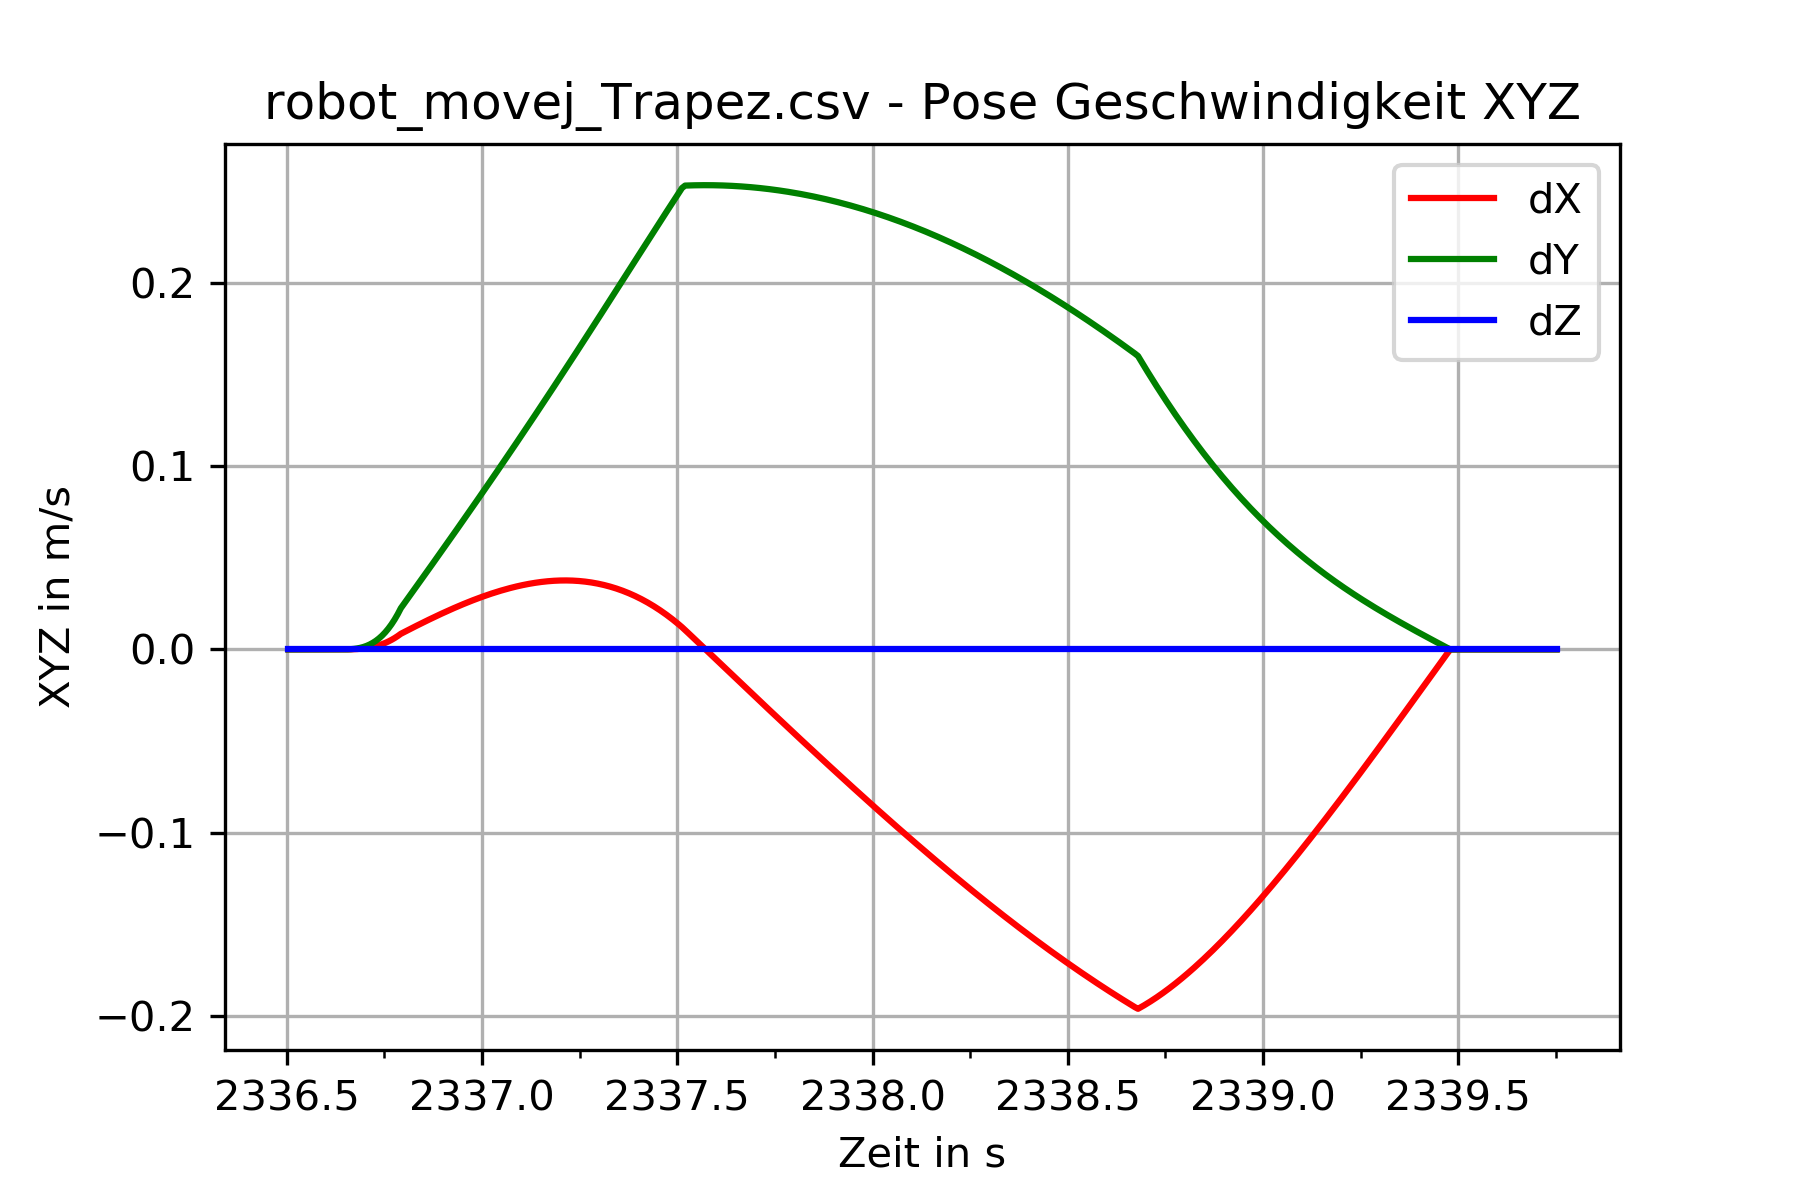 robot_movej_Trapez.csv - Pose Geschwindigkeit XYZ
dX
dY
dZ
XYZ in m/s
0.2
0.1
0.0
−0.1
−0.2
2336.5 2337.0 2337.5 2338.0 2338.5 2339.0 2339.5
Zeit in s